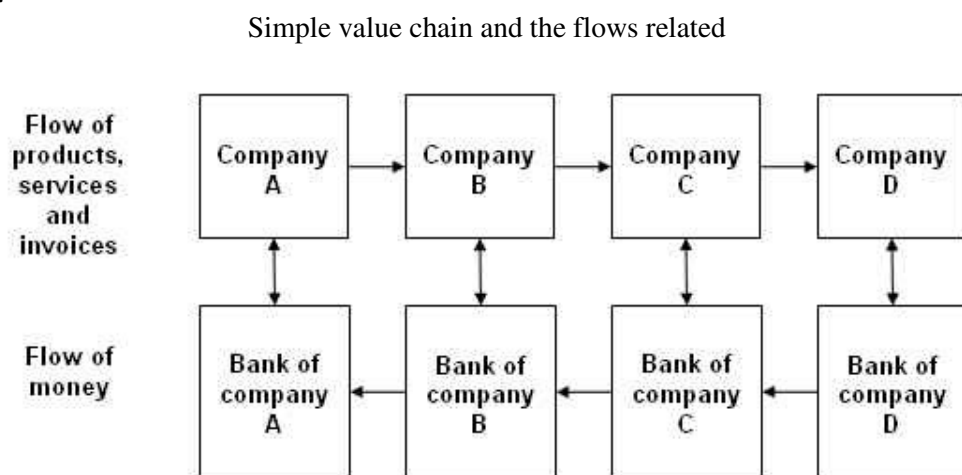 Simple value chain and the flows related
Flow of
products,
services
and
invoices
Company
A
Company
B
Company
C
Company
D
Flow of
money
Bank of
company
A
Bank of
company
B
Bank of
company
C
Bank of
company
D